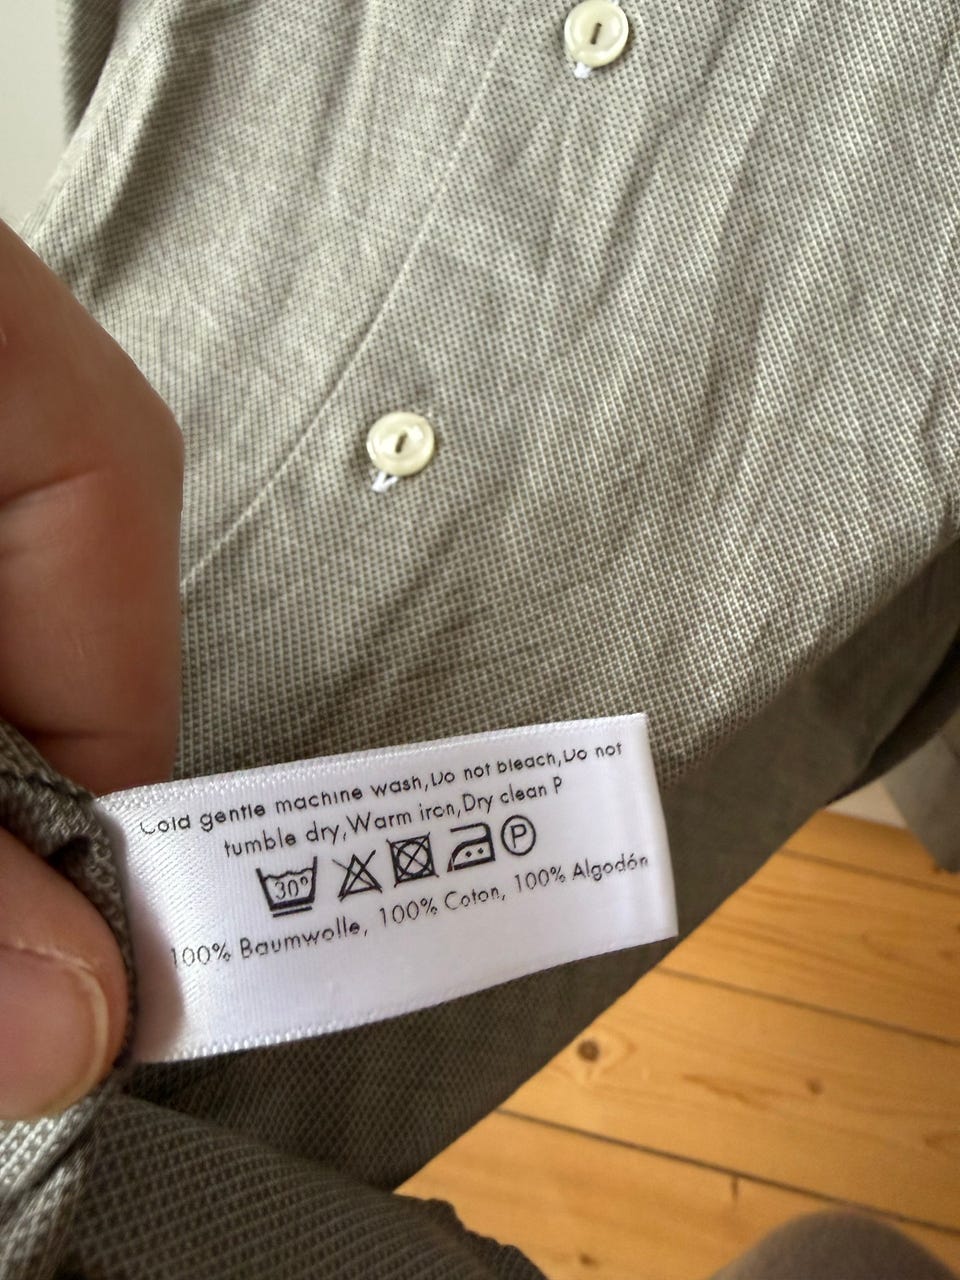 Cold gentle machine wash,Do not bleach,Do not
tumble dry,Warm iron,Dry clean P
30° P
100% Baumwolle, 100% Coton, 100% Algodón